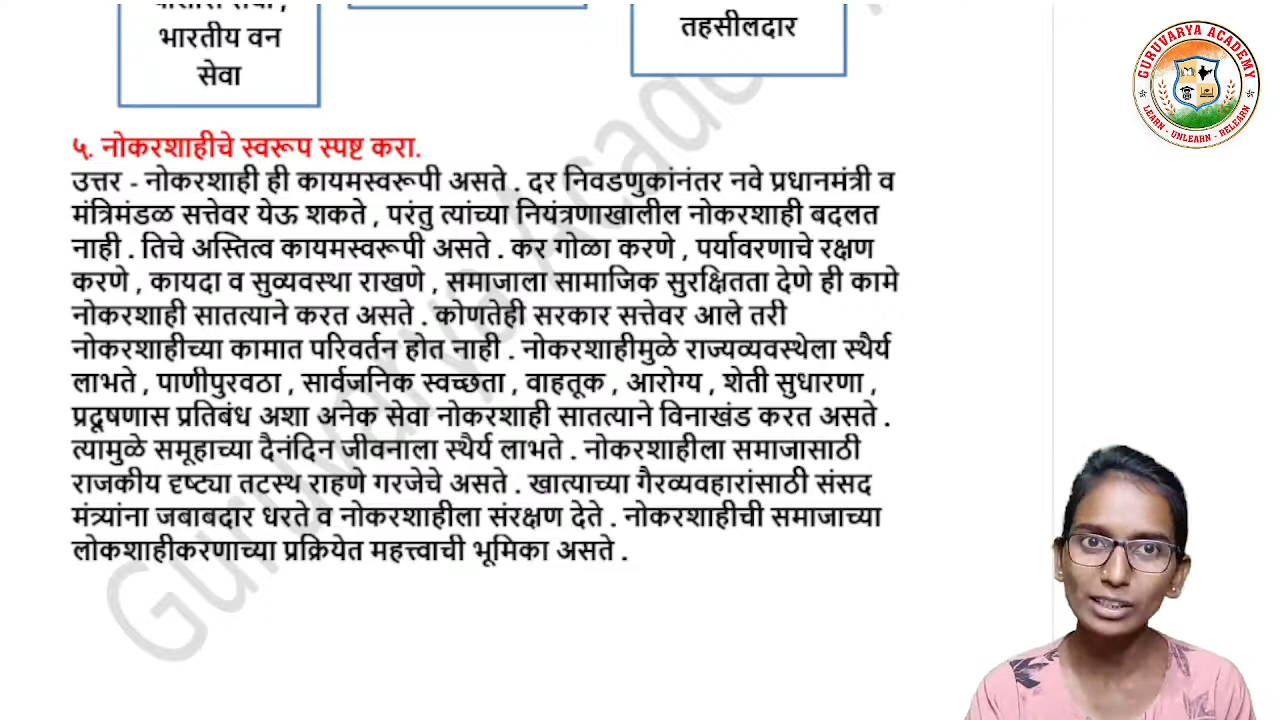 भारतीय वन
सेवा
तहसीलदार
GURUVARYA ACADEMY
LEARN - UNLEARN - RELEARN
५. नोकरशाहीचे स्वरूप स्पष्ट करा.
उत्तर - नोकरशाही ही कायमस्वरूपी असते . दर निवडणुकांनंतर नवे प्रधानमंत्री व
मंत्रिमंडळ सत्तेवर येऊ शकते , परंतु त्यांच्या नियंत्रणाखालील नोकरशाही बदलत
नाही . तिचे अस्तित्व कायमस्वरूपी असते . कर गोळा करणे , पर्यावरणाचे रक्षण
करणे , कायदा व सुव्यवस्था राखणे , समाजाला सामाजिक सुरक्षितता देणे ही कामे
नोकरशाही सातत्याने करत असते . कोणतेही सरकार सत्तेवर आले तरी
नोकरशाहीच्या कामात परिवर्तन होत नाही . नोकरशाहीमुळे राज्यव्यवस्थेला स्थैर्य
लाभते , पाणीपुरवठा , सार्वजनिक स्वच्छता , वाहतूक , आरोग्य , शेती सुधारणा ,
प्रदूषणास प्रतिबंध अशा अनेक सेवा नोकरशाही सातत्याने विनाखंड करत असते .
त्यामुळे समूहाच्या दैनंदिन जीवनाला स्थैर्य लाभते . नोकरशाहीला समाजासाठी
राजकीय दृष्ट्या तटस्थ राहणे गरजेचे असते . खात्याच्या गैरव्यवहारांसाठी संसद
मंत्र्यांना जबाबदार धरते व नोकरशाहीला संरक्षण देते . नोकरशाहीची समाजाच्या
लोकशाहीकरणाच्या प्रक्रियेत महत्त्वाची भूमिका असते .
Guruvarya Academy